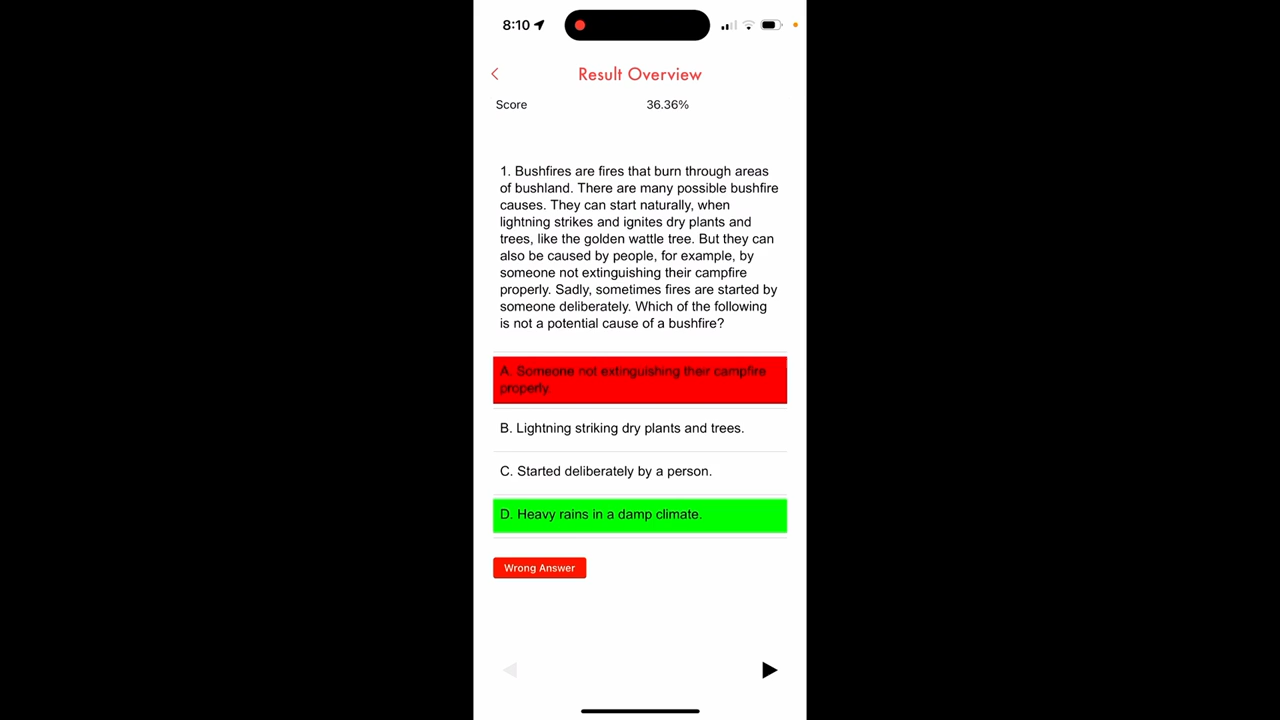 8:10
Result Overview
Score 36.36%
1. Bushfires are fires that burn through areas
of bushland. There are many possible bushfire
causes. They can start naturally, when
lightning strikes and ignites dry plants and
trees, like the golden wattle tree. But they can
also be caused by people, for example, by
someone not extinguishing their campfire
properly. Sadly, sometimes fires are started by
someone deliberately. Which of the following
is not a potential cause of a bushfire?
A. Someone not extinguishing their campfire
properly.
B. Lightning striking dry plants and trees.
C. Started deliberately by a person.
D. Heavy rains in a damp climate.
Wrong Answer